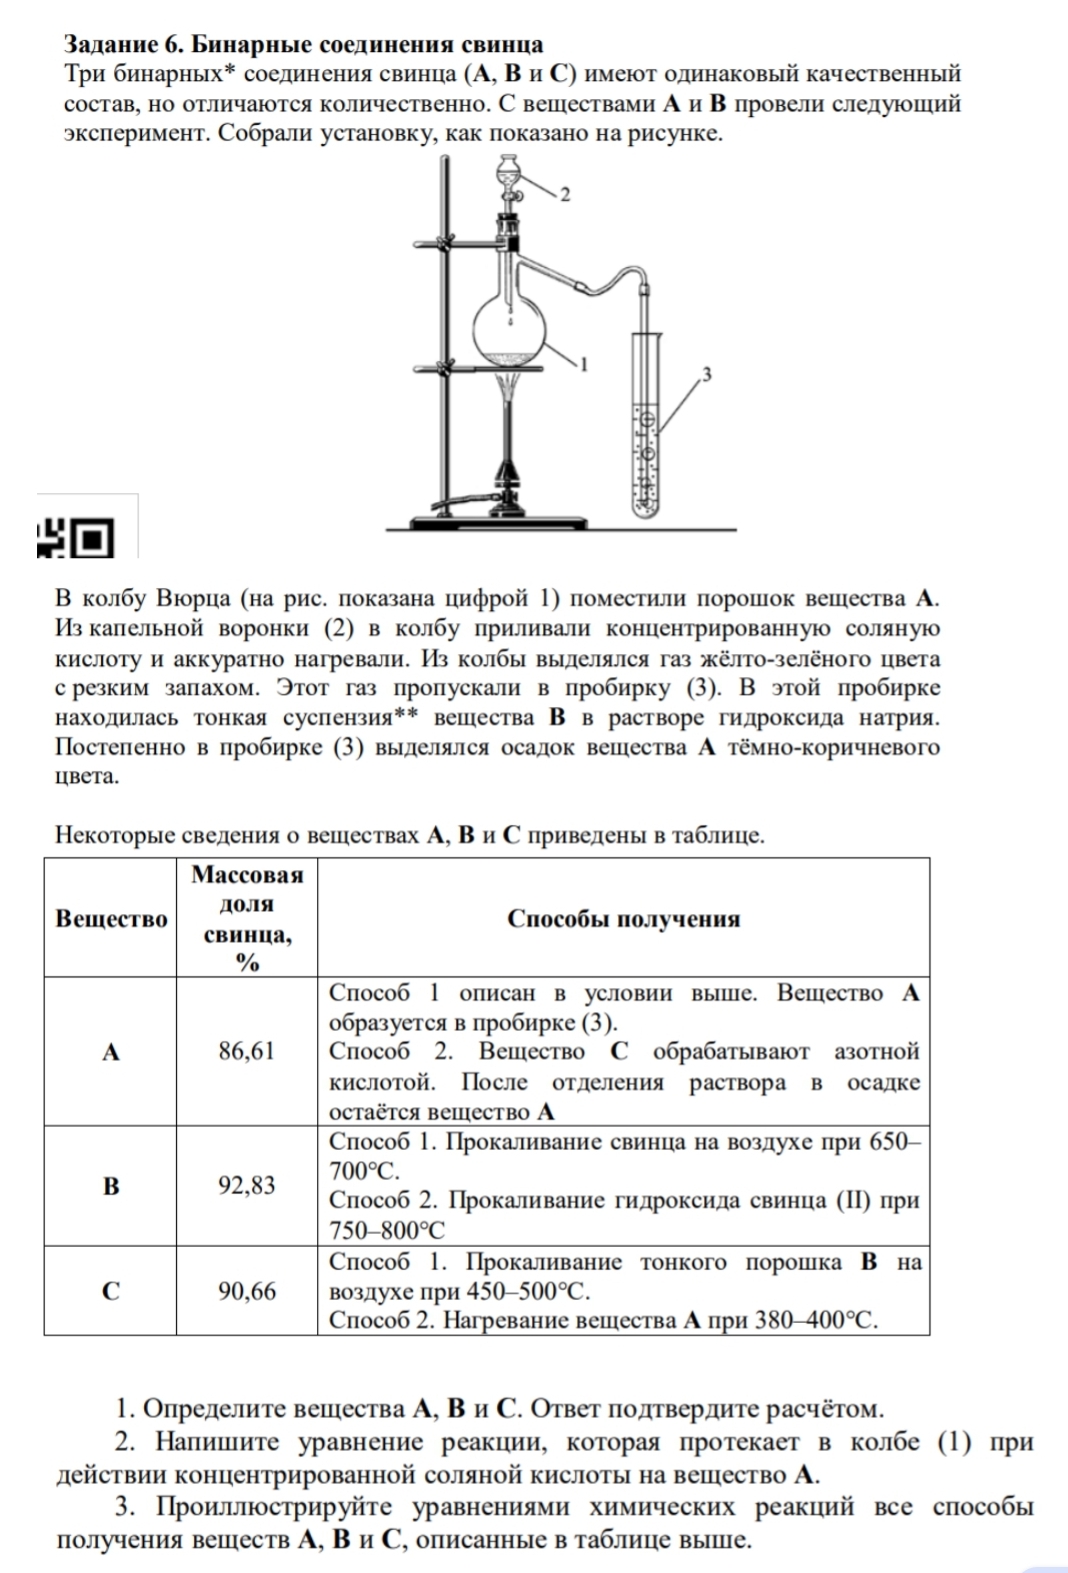 Задание 6. Бинарные соединения свинца
Три бинарных* соединения свинца (А, В и С) имеют одинаковый качественный
состав, но отличаются количественно. С веществами А и В провели следующий
эксперимент. Собрали установку, как показано на рисунке.
2
1
3
В колбу Вюрца (на рис. показана цифрой 1) поместили порошок вещества А.
Из капельной воронки (2) в колбу приливали концентрированную соляную
кислоту и аккуратно нагревали. Из колбы выделялся газ жёлто-зелёного цвета
с резким запахом. Этот газ пропускали в пробирку (3). В этой пробирке
находилась тонкая суспензия** вещества В в растворе гидроксида натрия.
Постепенно в пробирке (3) выделялся осадок вещества А тёмно-коричневого
цвета.
Некоторые сведения о веществах А, В и С приведены в таблице.
Вещество
Массовая
доля
свинца,
%
Способы получения
А
86,61
Способ 1 описан в условии выше. Вещество А
образуется в пробирке (3).
Способ 2. Вещество С обрабатывают азотной
кислотой. После отделения раствора в осадке
остаётся вещество А
В
92,83
Способ 1. Прокаливание свинца на воздухе при 650–
700°С.
Способ 2. Прокаливание гидроксида свинца (II) при
750–800°С
С
90,66
Способ 1. Прокаливание тонкого порошка В на
воздухе при 450–500°С.
Способ 2. Нагревание вещества А при 380–400°С.
1. Определите вещества А, В и С. Ответ подтвердите расчётом.
2. Напишите уравнение реакции, которая протекает в колбе (1) при
действии концентрированной соляной кислоты на вещество А.
3. Проиллюстрируйте уравнениями химических реакций все способы
получения веществ А, В и С, описанные в таблице выше.